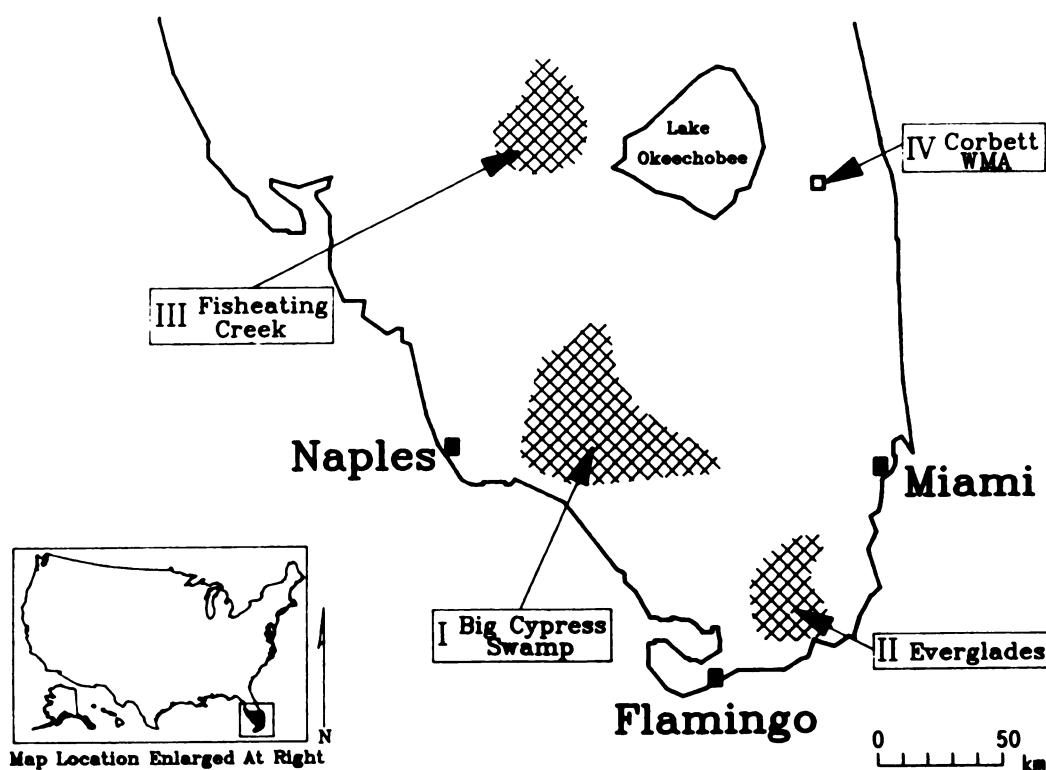 Lake
Okeechobee
IV Corbett
WMA
III Fisheating
Creek
Naples
Miami
I Big Cypress
Swamp
II Everglades
Flamingo
N
Map Location Enlarged At Right
0 50
km